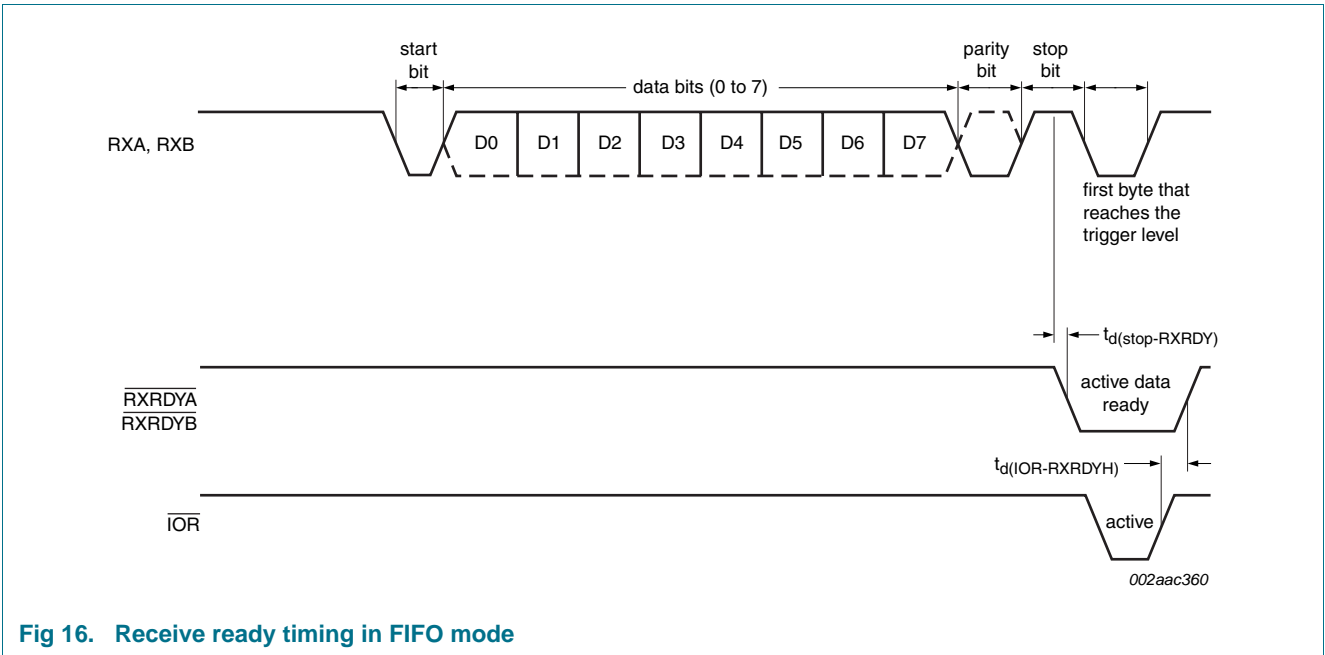 start
bit
data bits (0 to 7)
parity
bit
stop
bit
RXA, RXB
D0 D1 D2 D3 D4 D5 D6 D7
first byte that
reaches the
trigger level
td(stop-RXRDY)
RXRDYA
RXRDYB
active data
ready
td(IOR-RXRDYH)
IOR
active
002aac360
Fig 16. Receive ready timing in FIFO mode